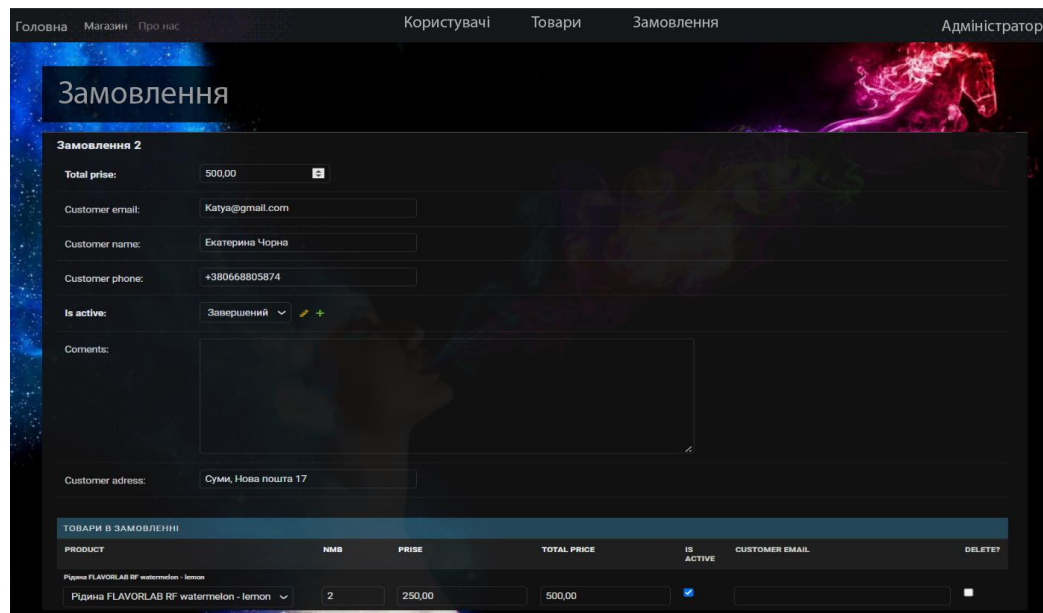 Головна Магазин Про нас Користувачі Товари Замовлення Адміністратор
Замовлення
Замовлення 2
Total prise: 500,00
Customer email: Katya@gmail.com
Customer name: Екатерина Чорна
Customer phone: +380668805874
Is active: Завершений
Coments:
Customer adress: Суми, Нова пошта 17
ТОВАРИ В ЗАМОВЛЕННІ
PRODUCT NMB PRISE TOTAL PRICE IS ACTIVE CUSTOMER EMAIL DELETE?
Рідина FLAVORLAB RF watermelon - lemon
Рідина FLAVORLAB RF watermelon - lemon 2 250,00 500,00